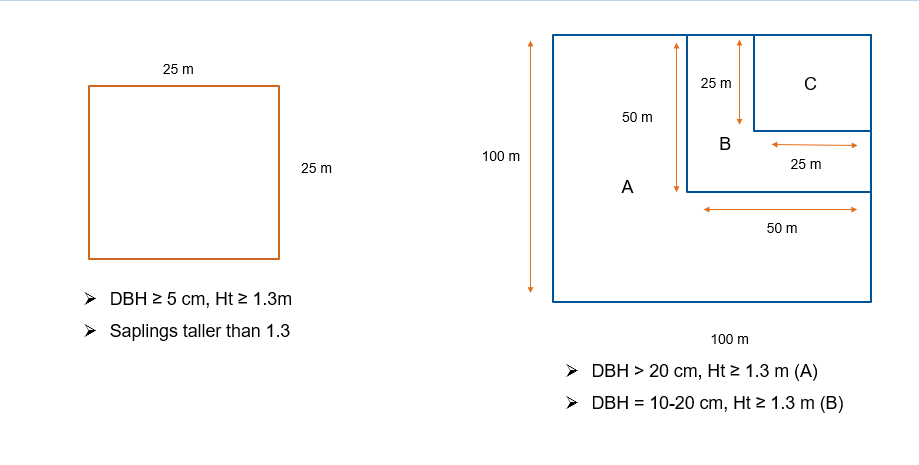 25 m
25 m
➢ DBH ≥ 5 cm, Ht ≥ 1.3m
➢ Saplings taller than 1.3
100 m
50 m
25 m
C
B
25 m
A
50 m
100 m
➢ DBH > 20 cm, Ht ≥ 1.3 m (A)
➢ DBH = 10-20 cm, Ht ≥ 1.3 m (B)